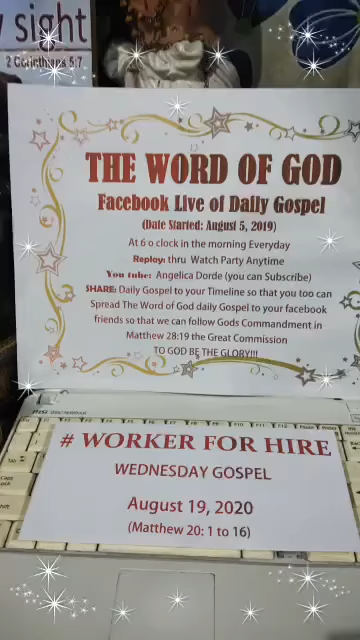 sight
2 Corinthians 5:7
THE WORD OF GOD
Facebook Live of Daily Gospel
(Date Started: August 5, 2019)
At 6 o clock in the morning Everyday
Replay: thru Watch Party Anytime
You tube: Angelica Dorde (you can Subscribe)
SHARE: Daily Gospel to your Timeline so that you too can
Spread The Word of God daily Gospel to your facebook
friends so that we can follow Gods Commandment in
Matthew 28:19 the Great Commission
TO GOD BE THE GLORY!!!
msi
# WORKER FOR HIRE
WEDNESDAY GOSPEL
August 19, 2020
(Matthew 20: 1 to 16)